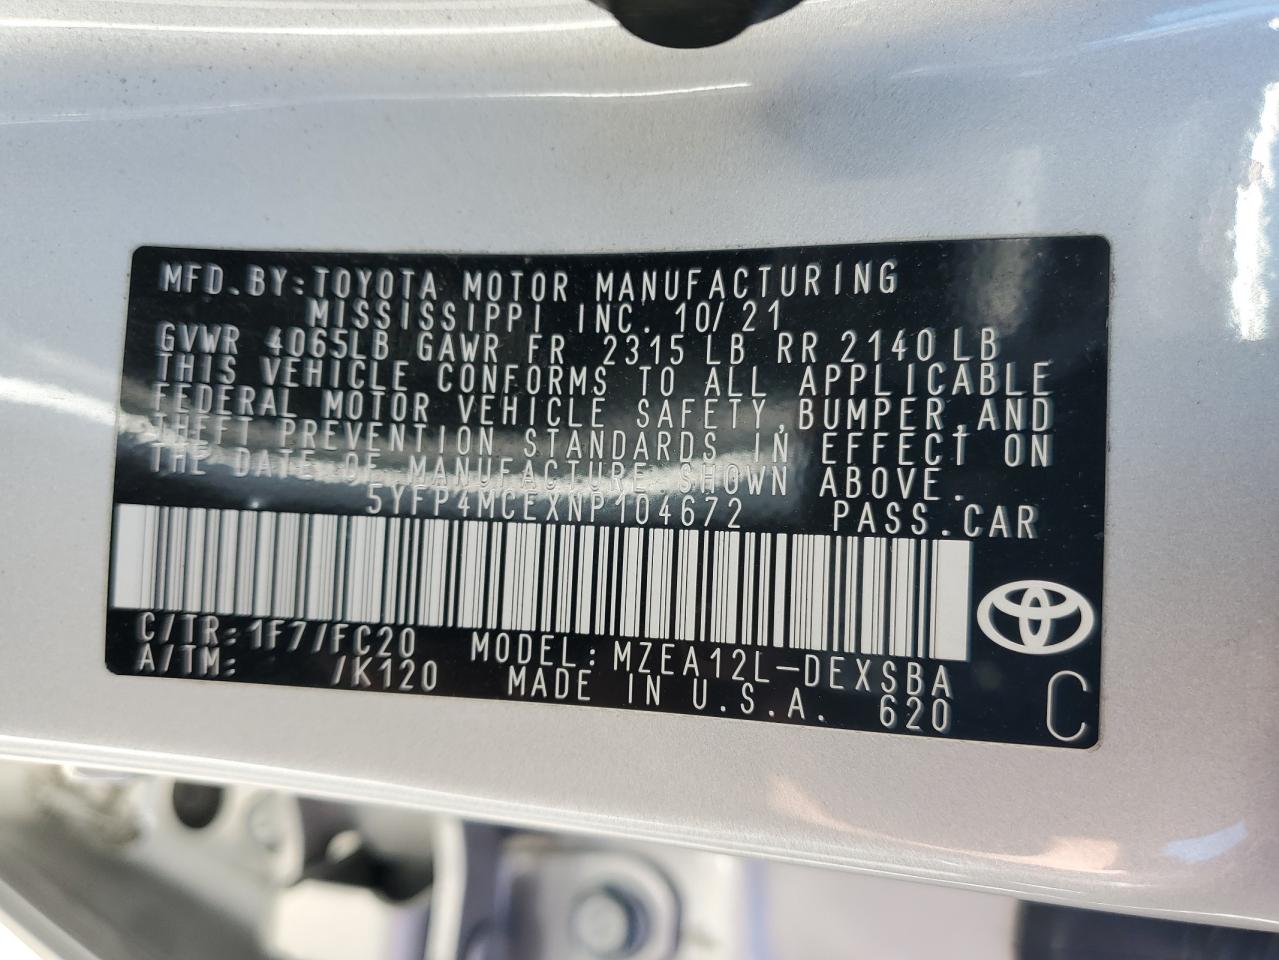 MFD.BY:TOYOTA MOTOR MANUFACTURING
MISSISSIPPI INC. 10/21
GVWR 4065LB GAWR FR 2315 LB RR 2140 LB
THIS VEHICLE CONFORMS TO ALL APPLICABLE
FEDERAL MOTOR VEHICLE SAFETY,BUMPER,AND
THEFT PREVENTION STANDARDS IN EFFECT ON
THE DATE OF MANUFACTURE SHOWN ABOVE.
5YFP4MCEXNP104672 PASS.CAR
C/TR:1F7/FC20 MODEL:MZEA12L-DEXSBA
A/TM: /K120 MADE IN U.S.A. 620
C